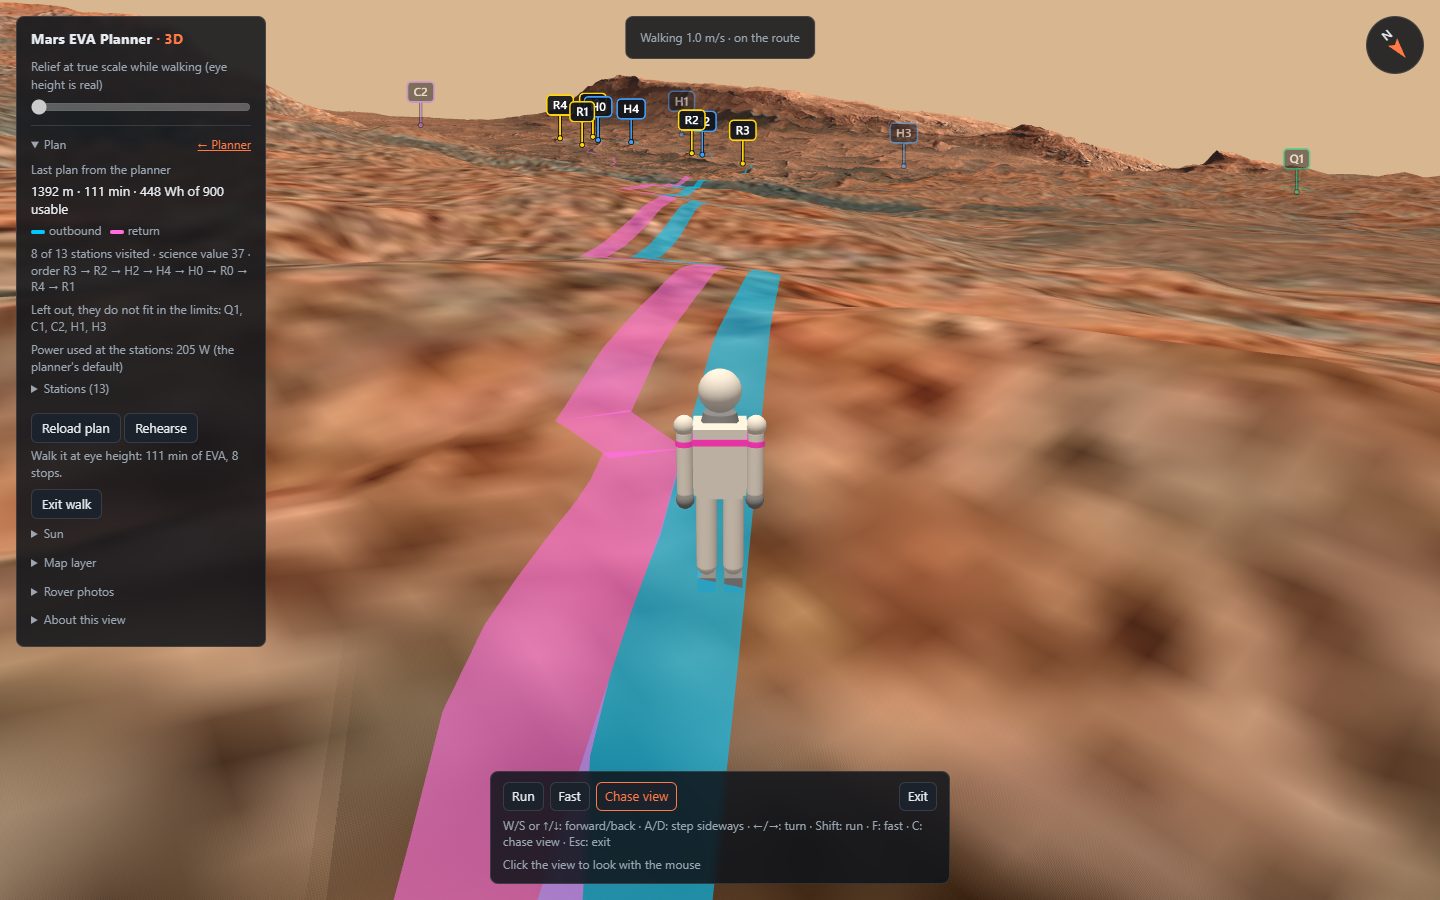 Mars EVA Planner · 3D
Relief at true scale while walking (eye
height is real)
▼ Plan
← Planner
Last plan from the planner
1392 m · 111 min · 448 Wh of 900
usable
outbound
return
8 of 13 stations visited · science value 37 ·
order R3 → R2 → H2 → H4 → H0 → R0 →
R4 → R1
Left out, they do not fit in the limits: Q1,
C1, C2, H1, H3
Power used at the stations: 205 W (the
planner's default)
▶ Stations (13)
Reload plan
Rehearse
Walk it at eye height: 111 min of EVA, 8
stops.
Exit walk
▶ Sun
▶ Map layer
▶ Rover photos
▶ About this view
Walking 1.0 m/s · on the route
N
C2
R4
R1
H0
H4
H1
R2
2
R3
H3
Q1
Run
Fast
Chase view
Exit
W/S or ↑/↓: forward/back · A/D: step sideways · ←/→: turn · Shift: run · F: fast · C:
chase view · Esc: exit
Click the view to look with the mouse